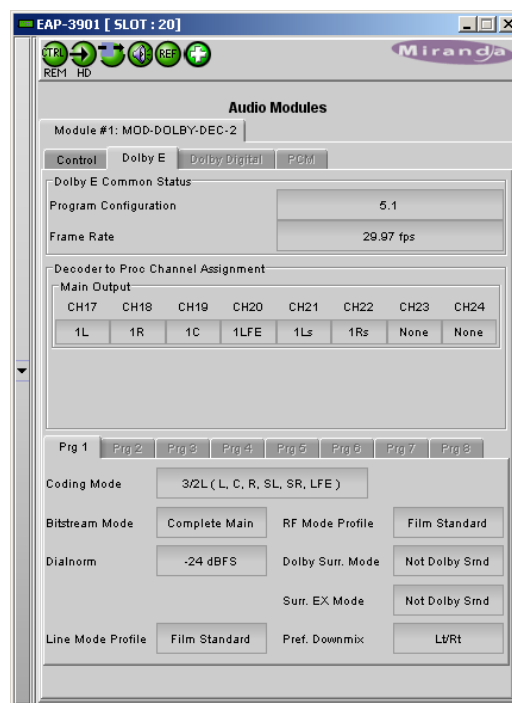 EAP-3901 [ SLOT : 20]
CTRL REF
REM HD
Miranda
Audio Modules
Module #1: MOD-DOLBY-DEC-2
Control Dolby E Dolby Digital PCM
Dolby E Common Status
Program Configuration 5.1
Frame Rate 29.97 fps
Decoder to Proc Channel Assignment
Main Output
CH17 CH18 CH19 CH20 CH21 CH22 CH23 CH24
1L 1R 1C 1LFE 1Ls 1Rs None None
Prg 1 Prg 2 Prg 3 Prg 4 Prg 5 Prg 6 Prg 7 Prg 8
Coding Mode 3/2L ( L, C, R, SL, SR, LFE )
Bitstream Mode Complete Main RF Mode Profile Film Standard
Dialnorm -24 dBFS Dolby Surr. Mode Not Dolby Srnd
Surr. EX Mode Not Dolby Srnd
Line Mode Profile Film Standard Pref. Downmix Lt/Rt